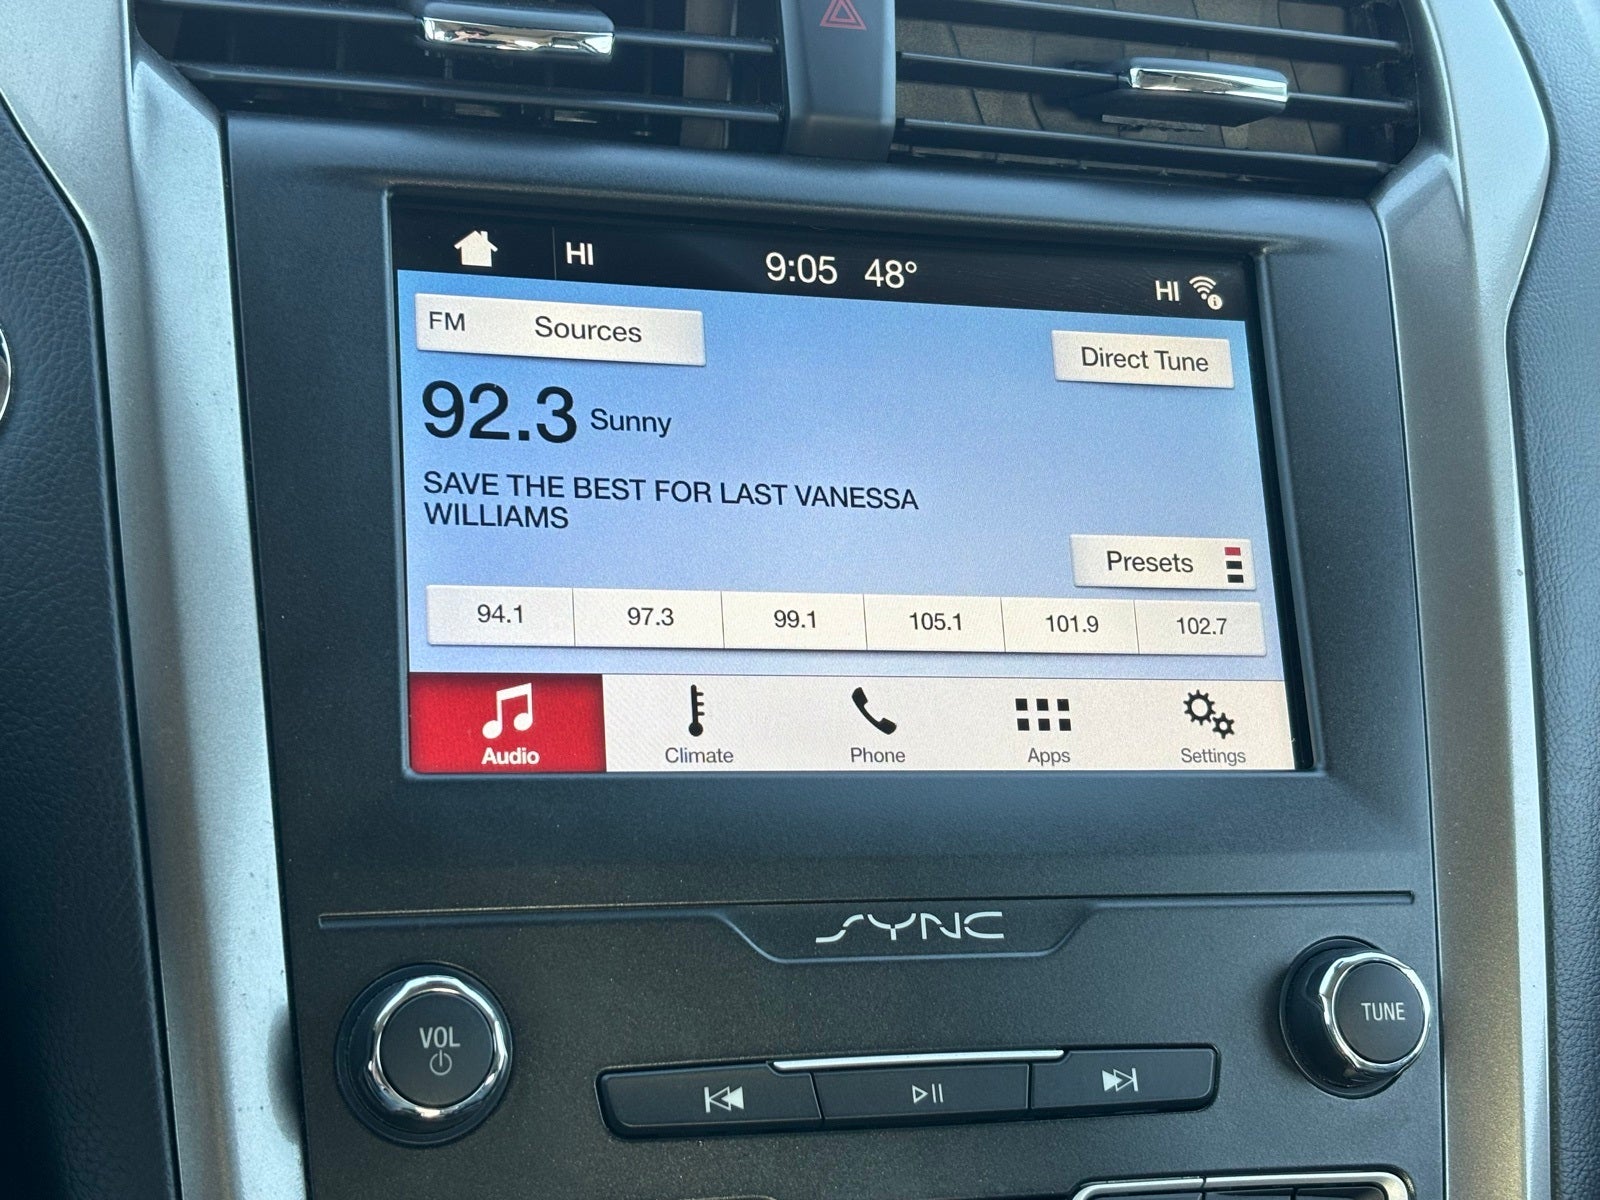 HI 9:05 48° HI
FM Sources
Direct Tune
92.3 Sunny
SAVE THE BEST FOR LAST VANESSA
WILLIAMS
Presets
94.1 97.3 99.1 105.1 101.9 102.7
Audio Climate Phone Apps Settings
SYNC
VOL
TUNE